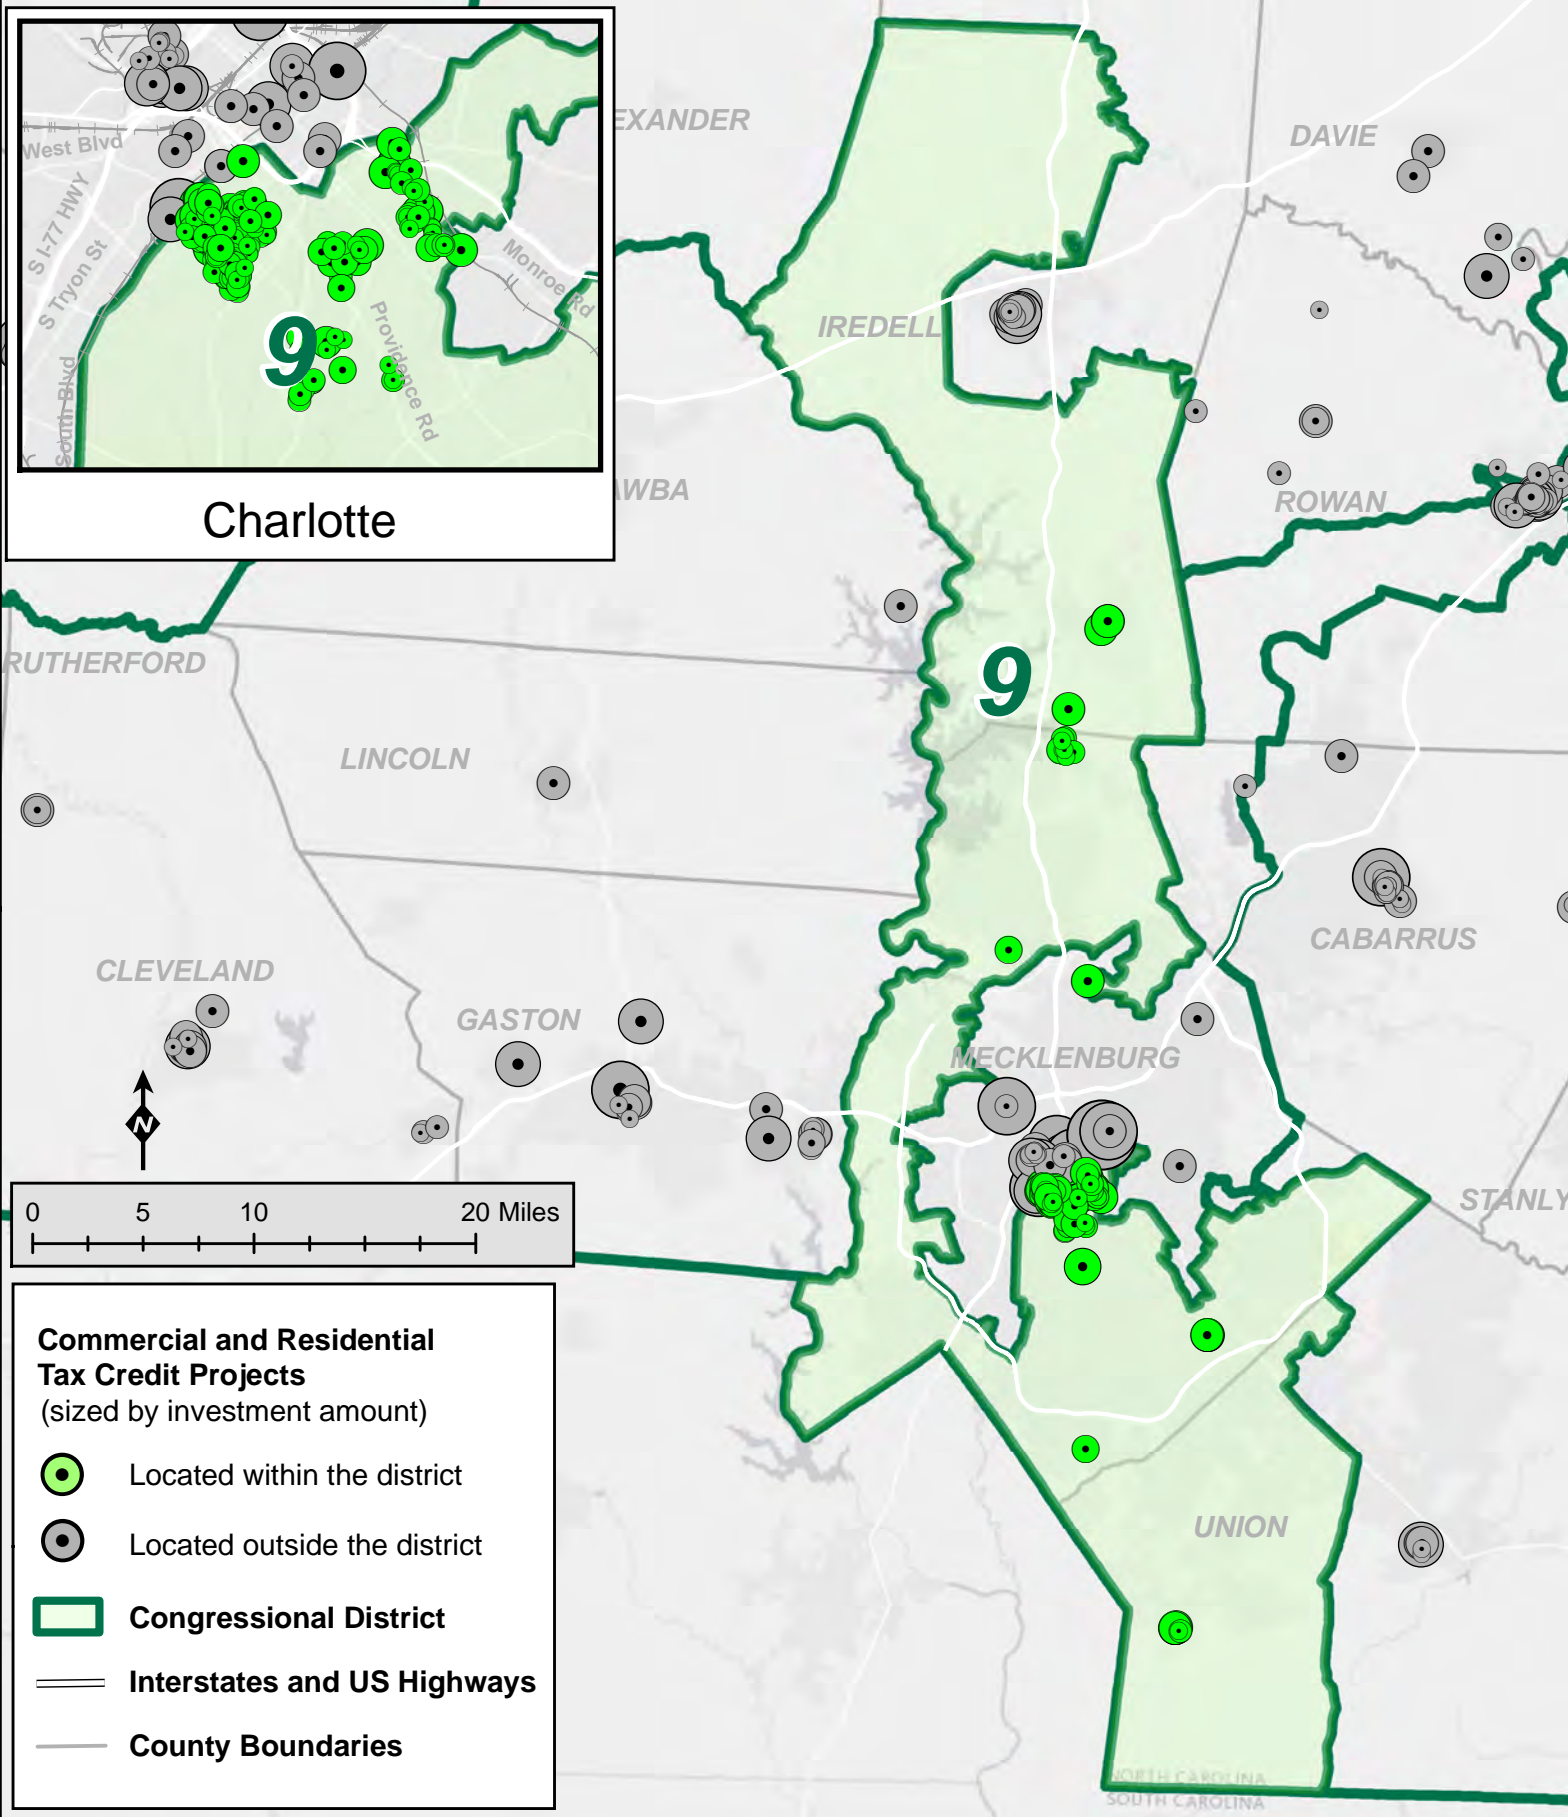 West Blvd
S I-77 HWY
S Tryon St
South Blvd
Monroe Rd
Providence Rd
9
Charlotte
EXANDER
DAVIE
IREDELL
AWBA
ROWAN
RUTHERFORD
9
LINCOLN
CABARRUS
CLEVELAND
GASTON
MECKLENBURG
N
STANLY
0 5 10 20 Miles
Commercial and Residential
Tax Credit Projects
(sized by investment amount)
Located within the district
Located outside the district
Congressional District
Interstates and US Highways
County Boundaries
UNION
NORTH CAROLINA
SOUTH CAROLINA